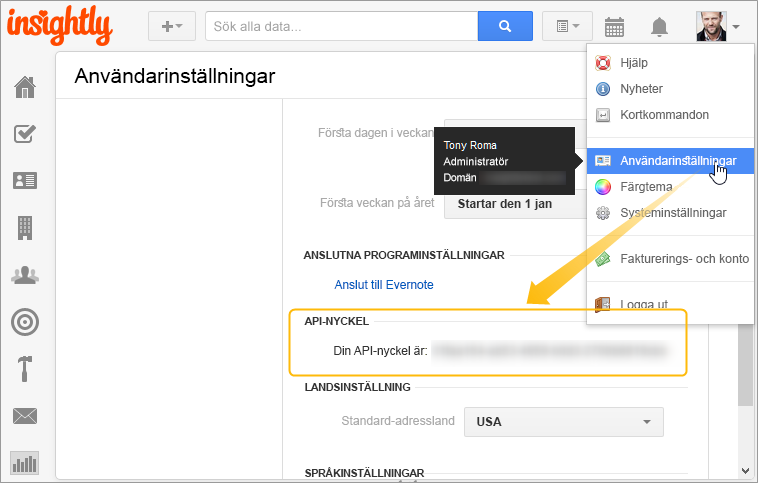 insightly
Sök alla data...
Användarinställningar
Hjälp
Nyheter
Kortkommandon
Användarinställningar
Färgtema
Systeminställningar
Fakturerings- och konto
Logga ut
Första dagen i veckan
Tony Roma
Administratör
Domän
Första veckan på året
Startar den 1 jan
ANSLUTNA PROGRAMINSTÄLLNINGAR
Anslut till Evernote
API-NYCKEL
Din API-nyckel är:
LANDSINSTÄLLNING
Standard-adressland
USA
SPRÅKINSTÄLLNINGAR